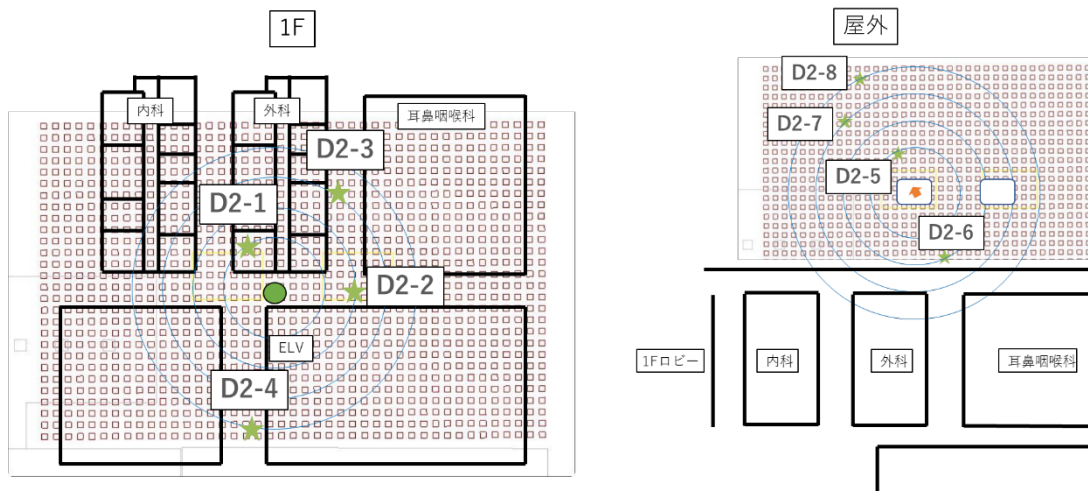 1F
内科
外科
耳鼻咽喉科
D2-3
D2-1
D2-2
ELV
D2-4
屋外
D2-8
D2-7
D2-5
D2-6
1Fロビー
内科
外科
耳鼻咽喉科